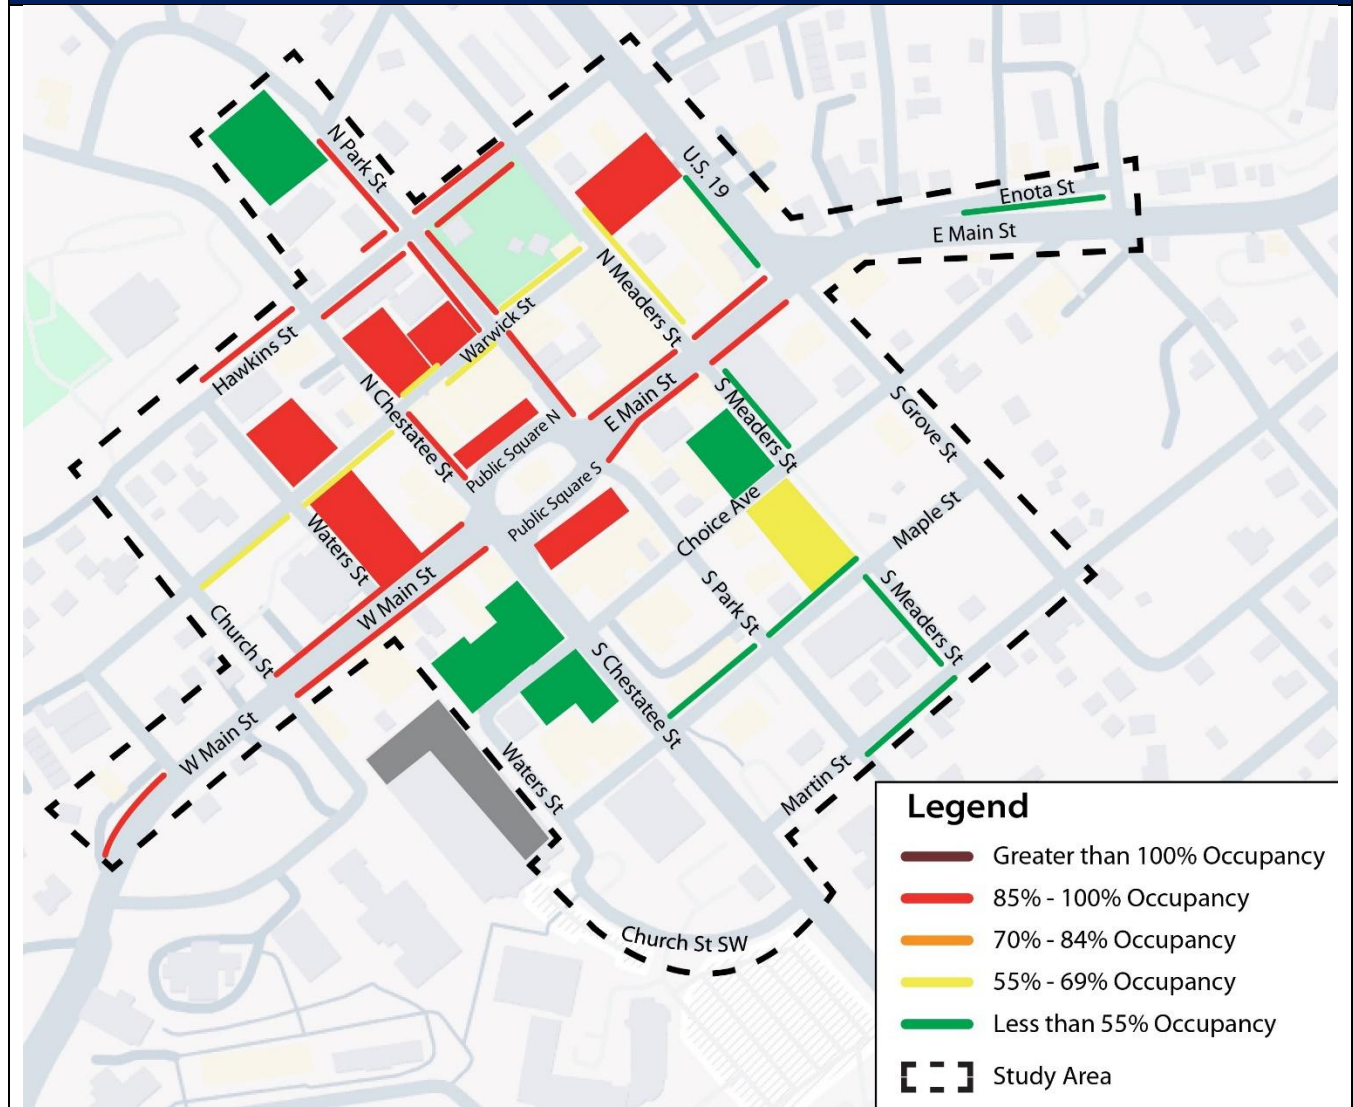 N Park St
U.S. 19
Enota St
E Main St
N Meaders St
Warwick St
Hawkins St
N Chestatee St
E Main St
S Meaders St
S Grove St
Public Square N
Public Square S
Choice Ave
Maple St
Waters St
W Main St
S Park St
S Meaders St
Church St
S Chestatee St
W Main St
Waters St
Martin St
Church St SW
Legend
Greater than 100% Occupancy
85% - 100% Occupancy
70% - 84% Occupancy
55% - 69% Occupancy
Less than 55% Occupancy
Study Area